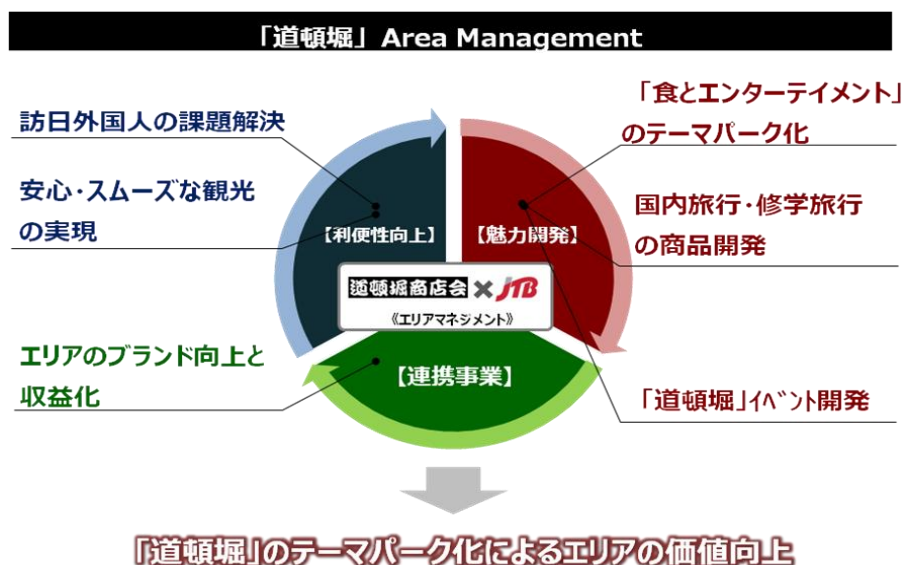 「道頓堀」 Area Management
訪日外国人の課題解決
安心・スムーズな観光
の実現
エリアのブランド向上と
収益化
【利便性向上】
【魅力開発】
道頓堀商店会 × JTB
《エリアマネジメント》
【連携事業】
「食とエンターテイメント」
のテーマパーク化
国内旅行・修学旅行
の商品開発
「道頓堀」ｲﾍﾞﾝﾄ開発
「道頓堀」のテーマパーク化によるエリアの価値向上